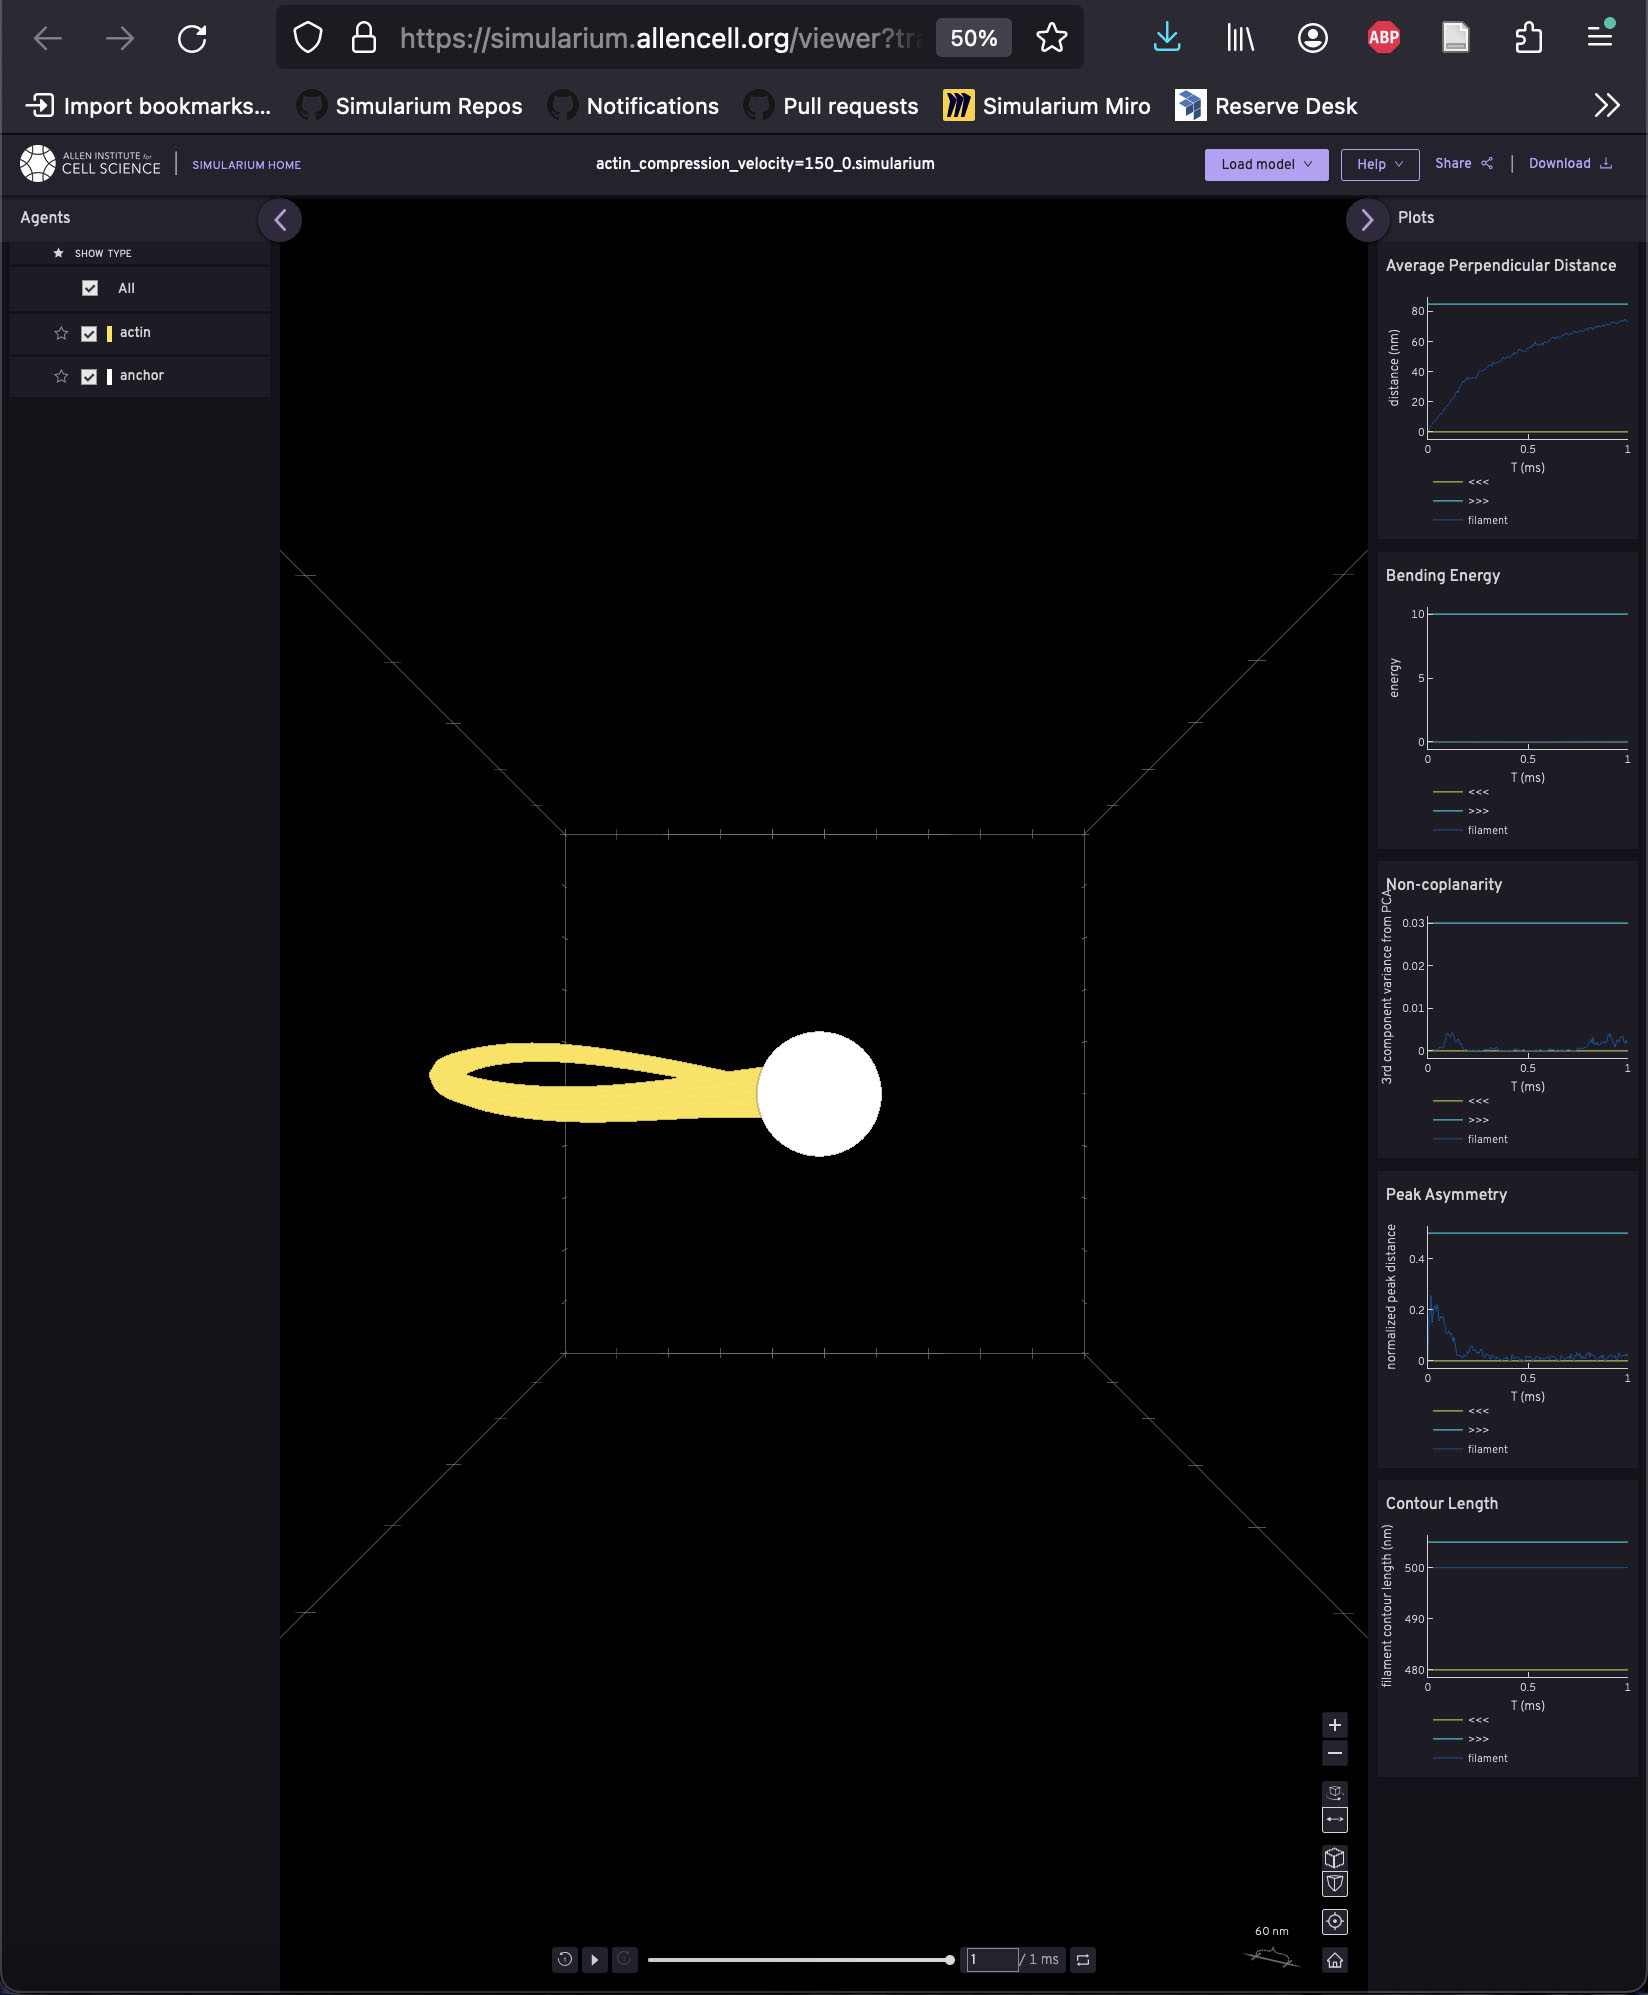 https://simularium.allencell.org/viewer?tra
50%
ABP
Import bookmarks...
Simularium Repos
Notifications
Pull requests
Simularium Miro
Reserve Desk
ALLEN INSTITUTE for
CELL SCIENCE
SIMULARIUM HOME
actin_compression_velocity=150_0.simularium
Load model
Help
Share
Download
Agents
SHOW TYPE
All
actin
anchor
Plots
Average Perpendicular Distance
distance (nm)
80
60
40
20
0
0
0.5
1
T (ms)
<<<
>>>
filament
Bending Energy
energy
10
5
0
0
0.5
1
T (ms)
<<<
>>>
filament
Non-coplanarity
3rd component variance from PCA
0.03
0.02
0.01
0
0
0.5
1
T (ms)
<<<
>>>
filament
Peak Asymmetry
normalized peak distance
0.4
0.2
0
0
0.5
1
T (ms)
<<<
>>>
filament
Contour Length
filament contour length (nm)
500
490
480
0
0.5
1
T (ms)
<<<
>>>
filament
60 nm
1
/ 1 ms